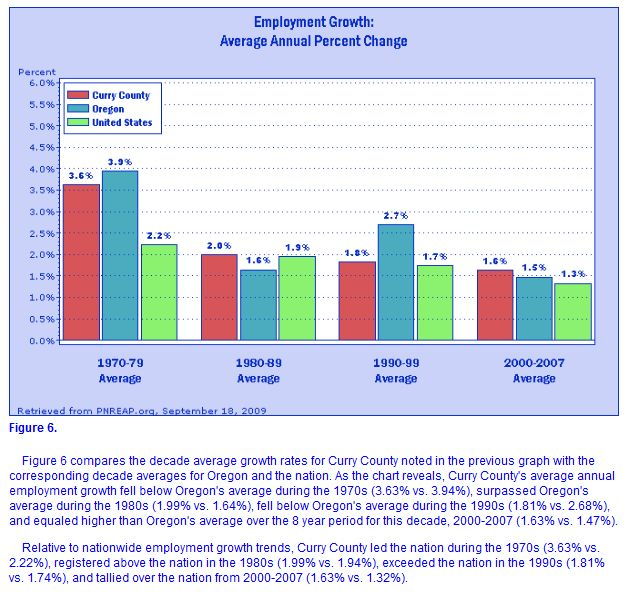 Employment Growth:
Average Annual Percent Change
Percent
6.0%
5.5%
5.0%
4.5%
4.0%
3.5%
3.0%
2.5%
2.0%
1.5%
1.0%
0.5%
0.0%
Curry County
Oregon
United States
3.6%
3.9%
2.2%
2.0%
1.6%
1.9%
1.8%
2.7%
1.7%
1.6%
1.5%
1.3%
1970-79
Average
1980-89
Average
1990-99
Average
2000-2007
Average
Retrieved from PNREAP.org, September 18, 2009
Figure 6.
Figure 6 compares the decade average growth rates for Curry County noted in the previous graph with the
corresponding decade averages for Oregon and the nation. As the chart reveals, Curry County's average annual
employment growth fell below Oregon's average during the 1970s (3.63% vs. 3.94%), surpassed Oregon's
average during the 1980s (1.99% vs. 1.64%), fell below Oregon's average during the 1990s (1.81% vs. 2.68%),
and equaled higher than Oregon's average over the 8 year period for this decade, 2000-2007 (1.63% vs. 1.47%).
Relative to nationwide employment growth trends, Curry County led the nation during the 1970s (3.63% vs.
2.22%), registered above the nation in the 1980s (1.99% vs. 1.94%), exceeded the nation in the 1990s (1.81%
vs. 1.74%), and tallied over the nation from 2000-2007 (1.63% vs. 1.32%).